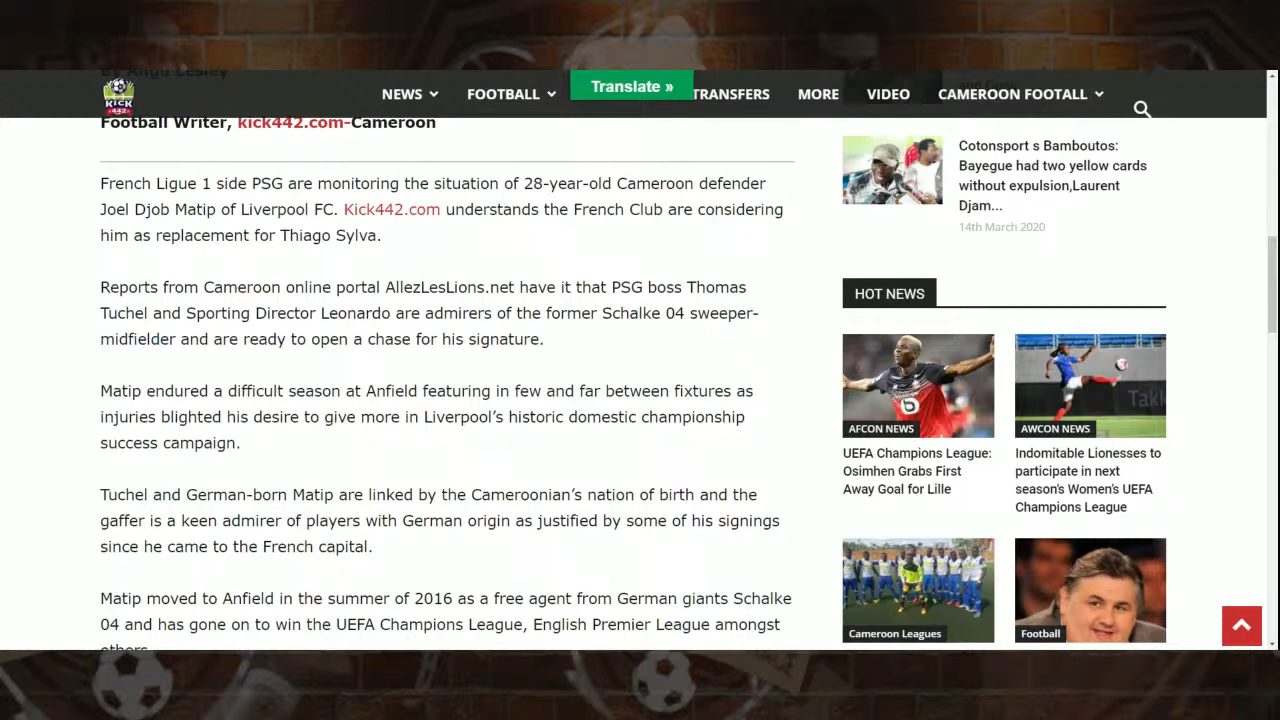 By Angu Lesley
KICK
442
NEWS
FOOTBALL
Translate »
TRANSFERS
MORE
VIDEO
CAMEROON FOOTALL
Football Writer, kick442.com-Cameroon
French Ligue 1 side PSG are monitoring the situation of 28-year-old Cameroon defender
Joel Djob Matip of Liverpool FC. Kick442.com understands the French Club are considering
him as replacement for Thiago Sylva.
Reports from Cameroon online portal AllezLesLions.net have it that PSG boss Thomas
Tuchel and Sporting Director Leonardo are admirers of the former Schalke 04 sweeper-
midfielder and are ready to open a chase for his signature.
Matip endured a difficult season at Anfield featuring in few and far between fixtures as
injuries blighted his desire to give more in Liverpool's historic domestic championship
success campaign.
Tuchel and German-born Matip are linked by the Cameroonian's nation of birth and the
gaffer is a keen admirer of players with German origin as justified by some of his signings
since he came to the French capital.
Matip moved to Anfield in the summer of 2016 as a free agent from German giants Schalke
04 and has gone on to win the UEFA Champions League, English Premier League amongst
others
Cotonsport s Bamboutos:
Bayegue had two yellow cards
without expulsion,Laurent
Djam...
14th March 2020
HOT NEWS
AFCON NEWS
UEFA Champions League:
Osimhen Grabs First
Away Goal for Lille
Takk
AWCON NEWS
Indomitable Lionesses to
participate in next
season's Women's UEFA
Champions League
Cameroon Leagues
Football